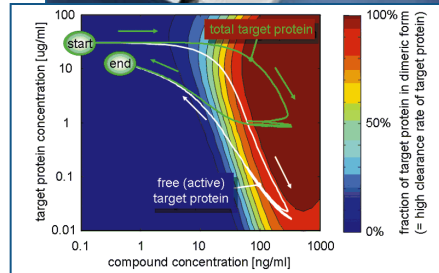 100
10
1
0.1
0.01
target protein concentration [ug/ml]
start
end
total target protein
free (active)
target protein
0.1
1
10
100
1000
compound concentration [ng/ml]
100%
50%
0%
fraction of target protein in dimeric form
(= high clearance rate of target protein)